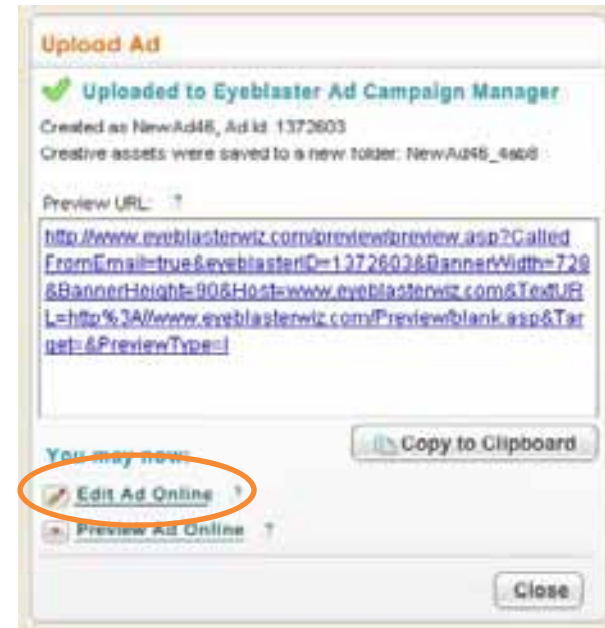 Upload Ad
Uploaded to Eyeblaster Ad Campaign Manager
Created as NewAd46, Ad Id: 1372603
Creative assets were saved to a new folder: NewAd46_4ab8
Preview URL: ?
http://www.eyeblasterwiz.com/preview/preview.asp?Called
FromEmail=true&eyeblasterID=1372603&BannerWidth=728
&BannerHeight=90&Host=www.eyeblasterwiz.com&TextUR
L=http%3A//www.eyeblasterwiz.com/Preview/blank.asp&Tar
get=&PreviewType=I
Copy to Clipboard
You may now:
Edit Ad Online ?
Preview Ad Online ?
Close